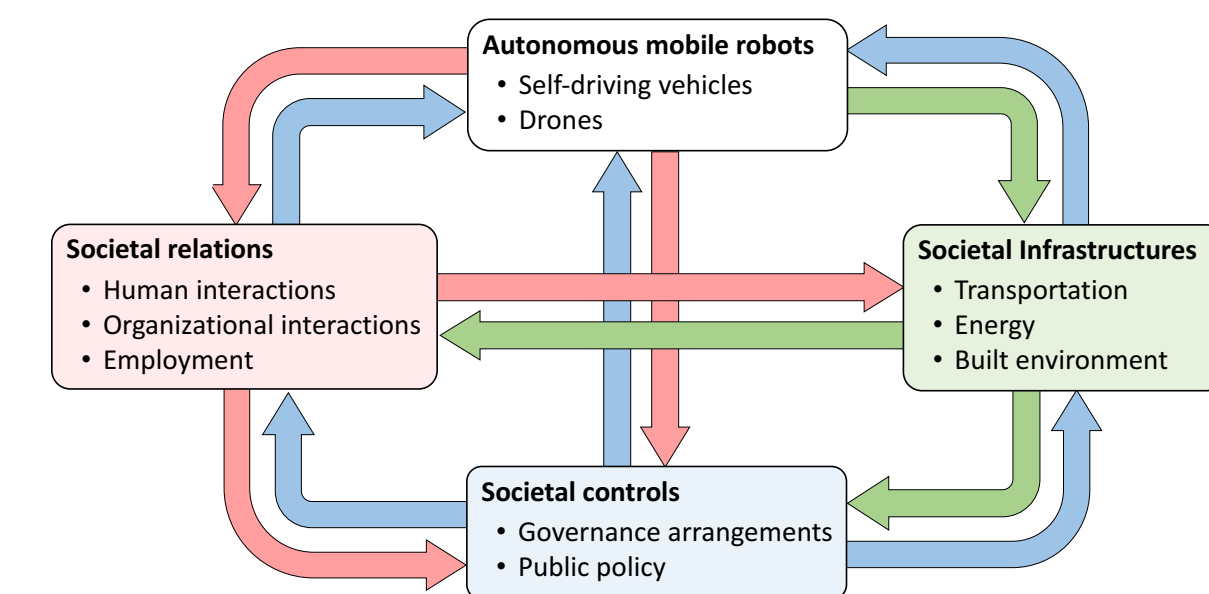 Autonomous mobile robots
• Self-driving vehicles
• Drones
Societal relations
• Human interactions
• Organizational interactions
• Employment
Societal Infrastructures
• Transportation
• Energy
• Built environment
Societal controls
• Governance arrangements
• Public policy